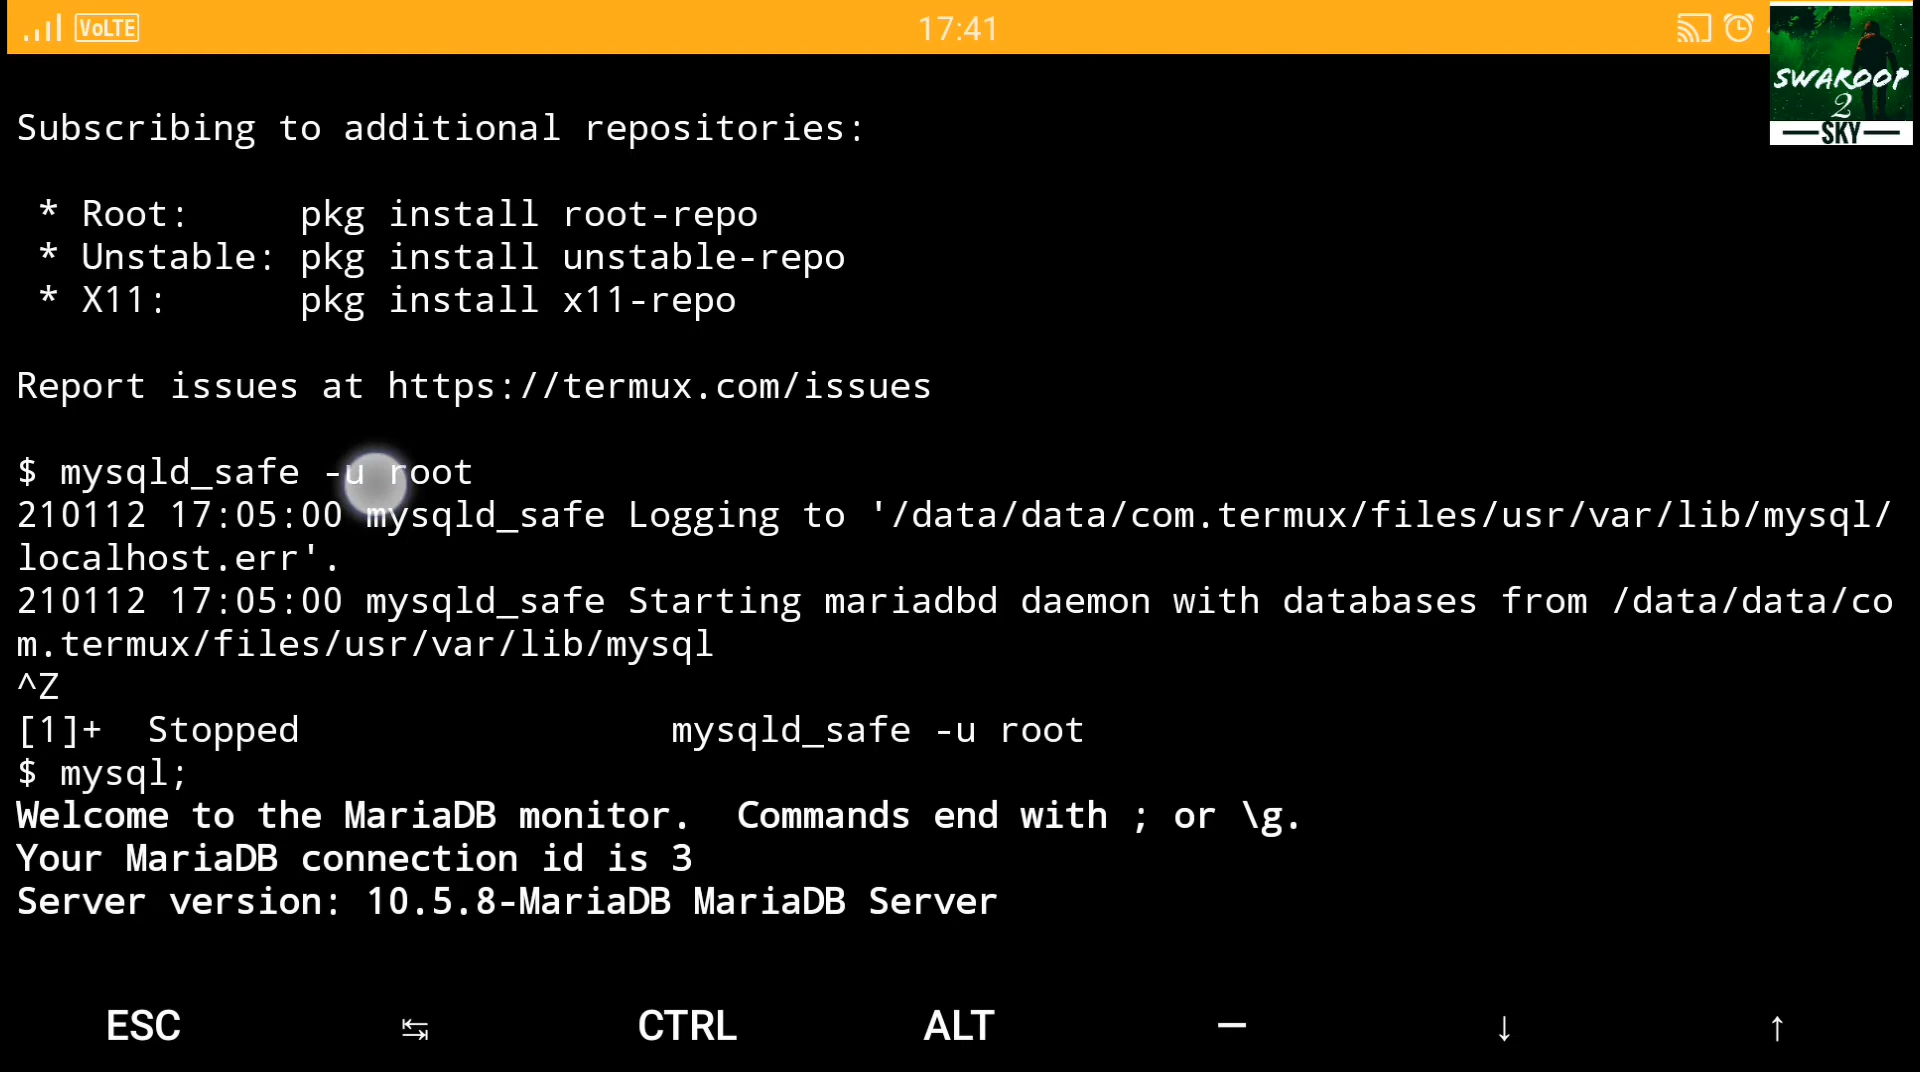 VoLTE
17:41
SWAROOP
2
SKY
Subscribing to additional repositories:
* Root:     pkg install root-repo
* Unstable: pkg install unstable-repo
* X11:      pkg install x11-repo
Report issues at https://termux.com/issues
$ mysqld_safe -u root
210112 17:05:00 mysqld_safe Logging to '/data/data/com.termux/files/usr/var/lib/mysql/
localhost.err'.
210112 17:05:00 mysqld_safe Starting mariadbd daemon with databases from /data/data/co
m.termux/files/usr/var/lib/mysql
^Z
[1]+  Stopped                 mysqld_safe -u root
$ mysql;
Welcome to the MariaDB monitor.  Commands end with ; or \g.
Your MariaDB connection id is 3
Server version: 10.5.8-MariaDB MariaDB Server
ESC ↹ CTRL ALT — ↓ ↑